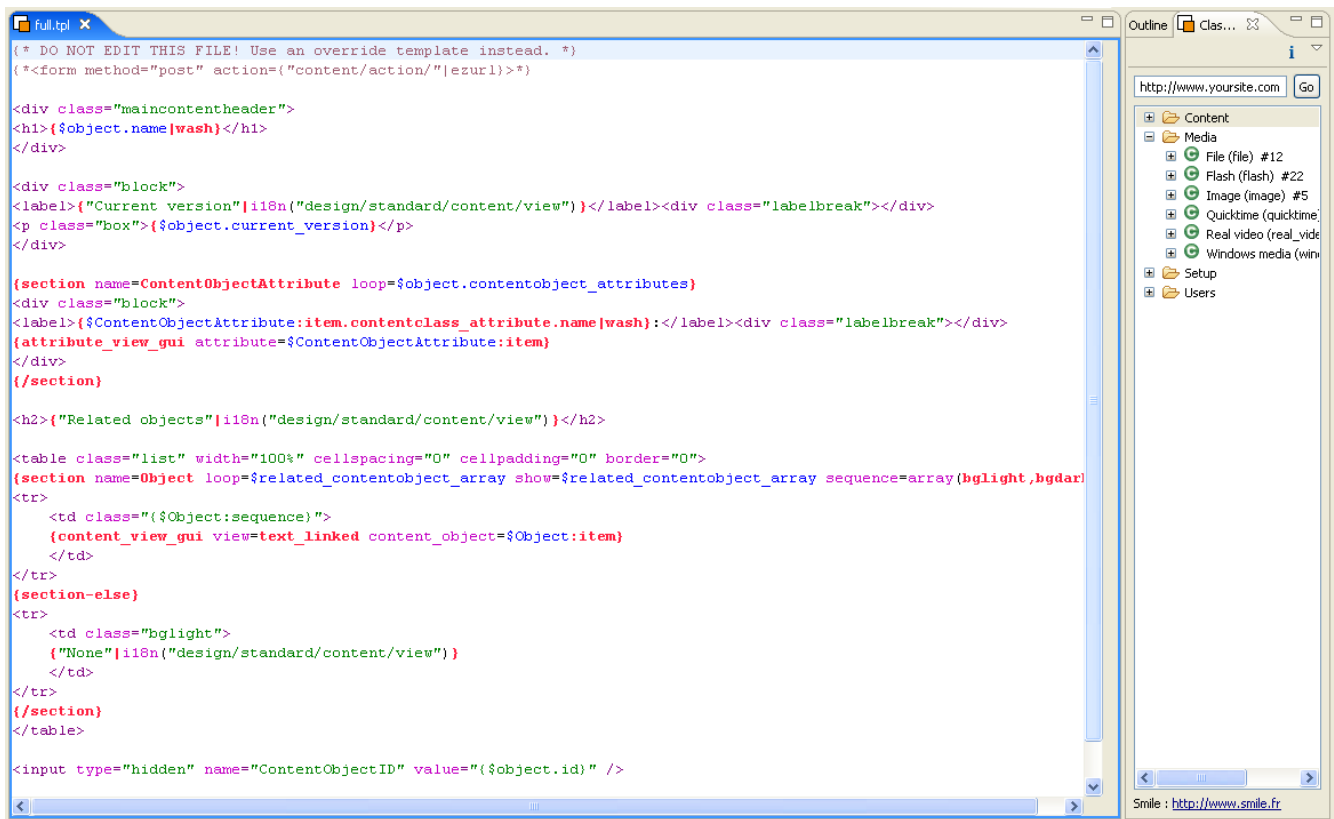 full.tpl
{* DO NOT EDIT THIS FILE! Use an override template instead. *}
{*<form method="post" action={"content/action/"|ezurl}>*}
<div class="maincontentheader">
<h1>{$object.name|wash}</h1>
</div>
<div class="block">
<label>{"Current version"|i18n("design/standard/content/view")}</label><div class="labelbreak"></div>
<p class="box">{$object.current_version}</p>
</div>
{section name=ContentObjectAttribute loop=$object.contentobject_attributes}
<div class="block">
<label>{$ContentObjectAttribute:item.contentclass_attribute.name|wash}:</label><div class="labelbreak"></div>
{attribute_view_gui attribute=$ContentObjectAttribute:item}
</div>
{/section}
<h2>{"Related objects"|i18n("design/standard/content/view")}</h2>
<table class="list" width="100%" cellspacing="0" cellpadding="0" border="0">
{section name=Object loop=$related_contentobject_array show=$related_contentobject_array sequence=array(bglight,bgdar
<tr>
<td class="{$Object:sequence}">
{content_view_gui view=text_linked content_object=$Object:item}
</td>
</tr>
{section-else}
<tr>
<td class="bglight">
{"None"|i18n("design/standard/content/view")}
</td>
</tr>
{/section}
</table>
<input type="hidden" name="ContentObjectID" value="{$object.id}" />
Outline Clas...
http://www.yoursite.com Go
Content
Media
File (file) #12
Flash (flash) #22
Image (image) #5
Quicktime (quicktime
Real video (real_vide
Windows media (win
Setup
Users
Smile : http://www.smile.fr